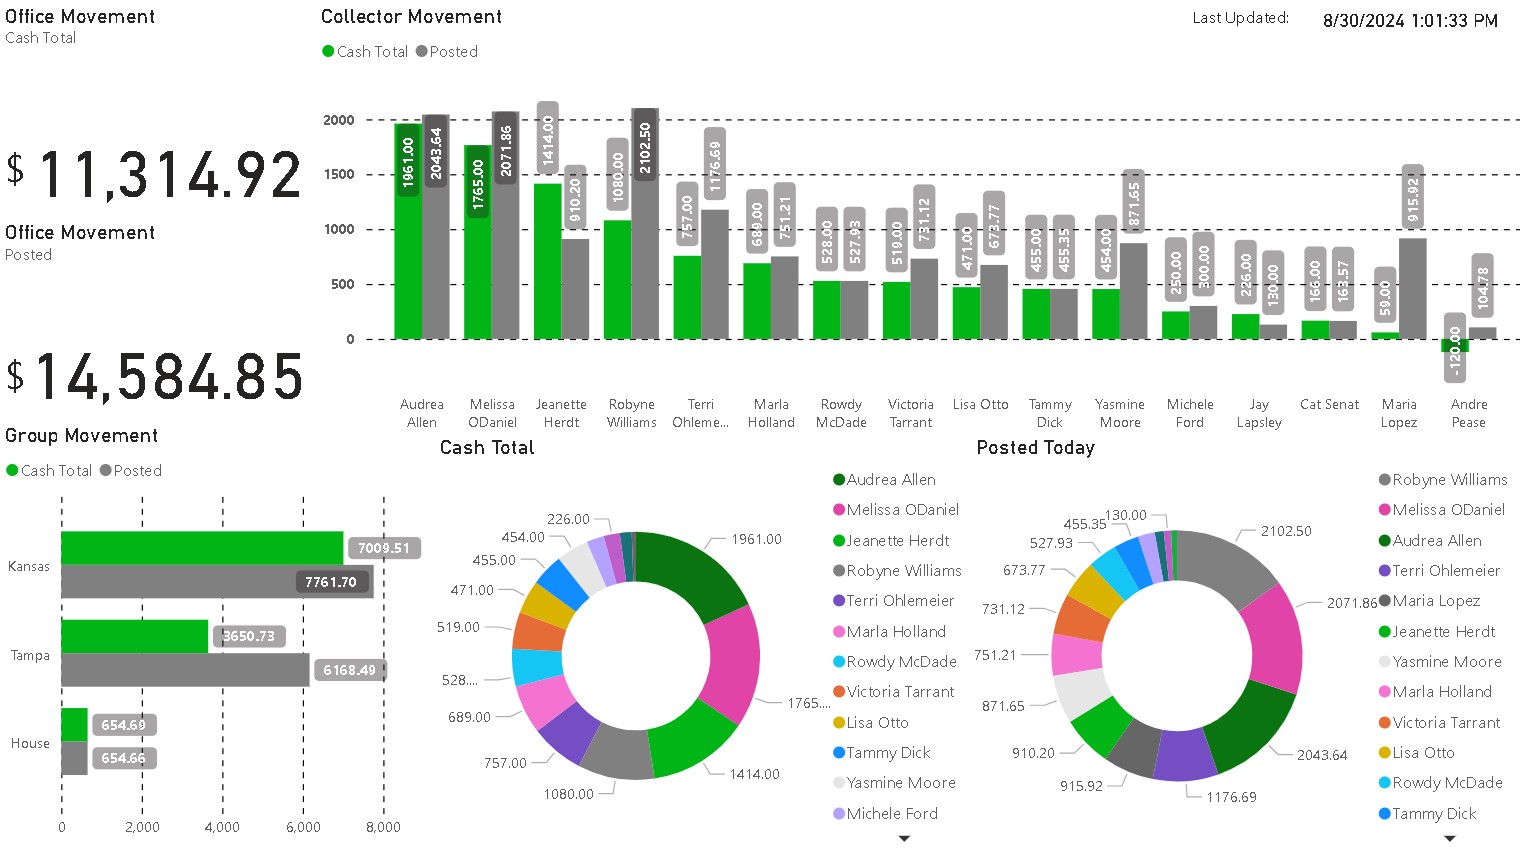 Office Movement
Cash Total
$ 11,314.92
Office Movement
Posted
$ 14,584.85
Collector Movement
Cash Total Posted
Last Updated: 8/30/2024 1:01:33 PM
2000
1500
1000
500
0
1961.00 2043.64 1765.00 2071.86 1414.00 910.20 1080.00 2102.50 757.00 1176.69 689.00 751.21 528.00 527.93 519.00 731.12 471.00 673.77 455.00 455.35 454.00 871.65 250.00 300.00 226.00 130.00 166.00 163.57 59.00 915.92 -120.00 104.78
Audrea Allen
Melissa ODaniel
Jeanette Herdt
Robyne Williams
Terri Ohleme...
Marla Holland
Rowdy McDade
Victoria Tarrant
Lisa Otto
Tammy Dick
Yasmine Moore
Michele Ford
Jay Lapsley
Cat Senat
Maria Lopez
Andre Pease
Group Movement
Cash Total Posted
Kansas
7009.51
7761.70
Tampa
3650.73
6168.49
House
654.69
654.66
0 2,000 4,000 6,000 8,000
Cash Total
1961.00
1765....
1414.00
1080.00
757.00
689.00
528....
519.00
471.00
455.00
454.00
226.00
Audrea Allen
Melissa ODaniel
Jeanette Herdt
Robyne Williams
Terri Ohlemeier
Marla Holland
Rowdy McDade
Victoria Tarrant
Lisa Otto
Tammy Dick
Yasmine Moore
Michele Ford
Posted Today
2102.50
2071.86
2043.64
1176.69
915.92
910.20
871.65
751.21
731.12
673.77
527.93
455.35
130.00
Robyne Williams
Melissa ODaniel
Audrea Allen
Terri Ohlemeier
Maria Lopez
Jeanette Herdt
Yasmine Moore
Marla Holland
Victoria Tarrant
Lisa Otto
Rowdy McDade
Tammy Dick